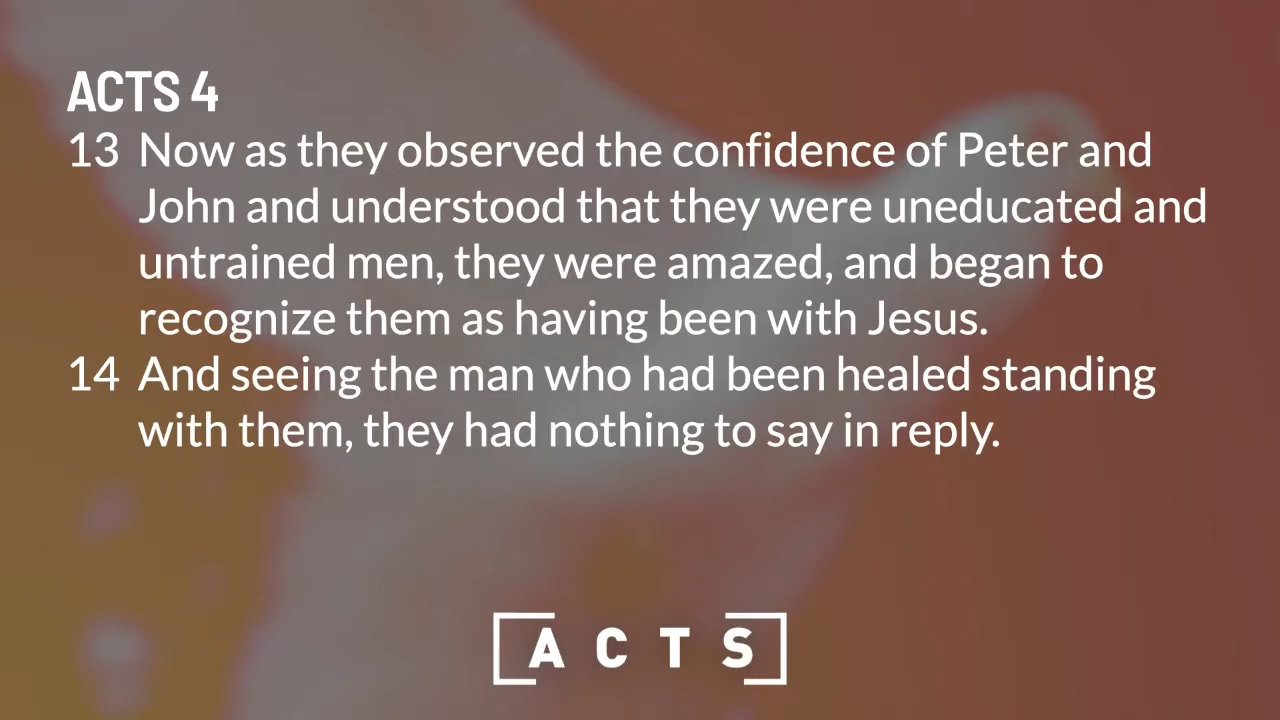 ACTS 4
13 Now as they observed the confidence of Peter and
John and understood that they were uneducated and
untrained men, they were amazed, and began to
recognize them as having been with Jesus.
14 And seeing the man who had been healed standing
with them, they had nothing to say in reply.
ACTS